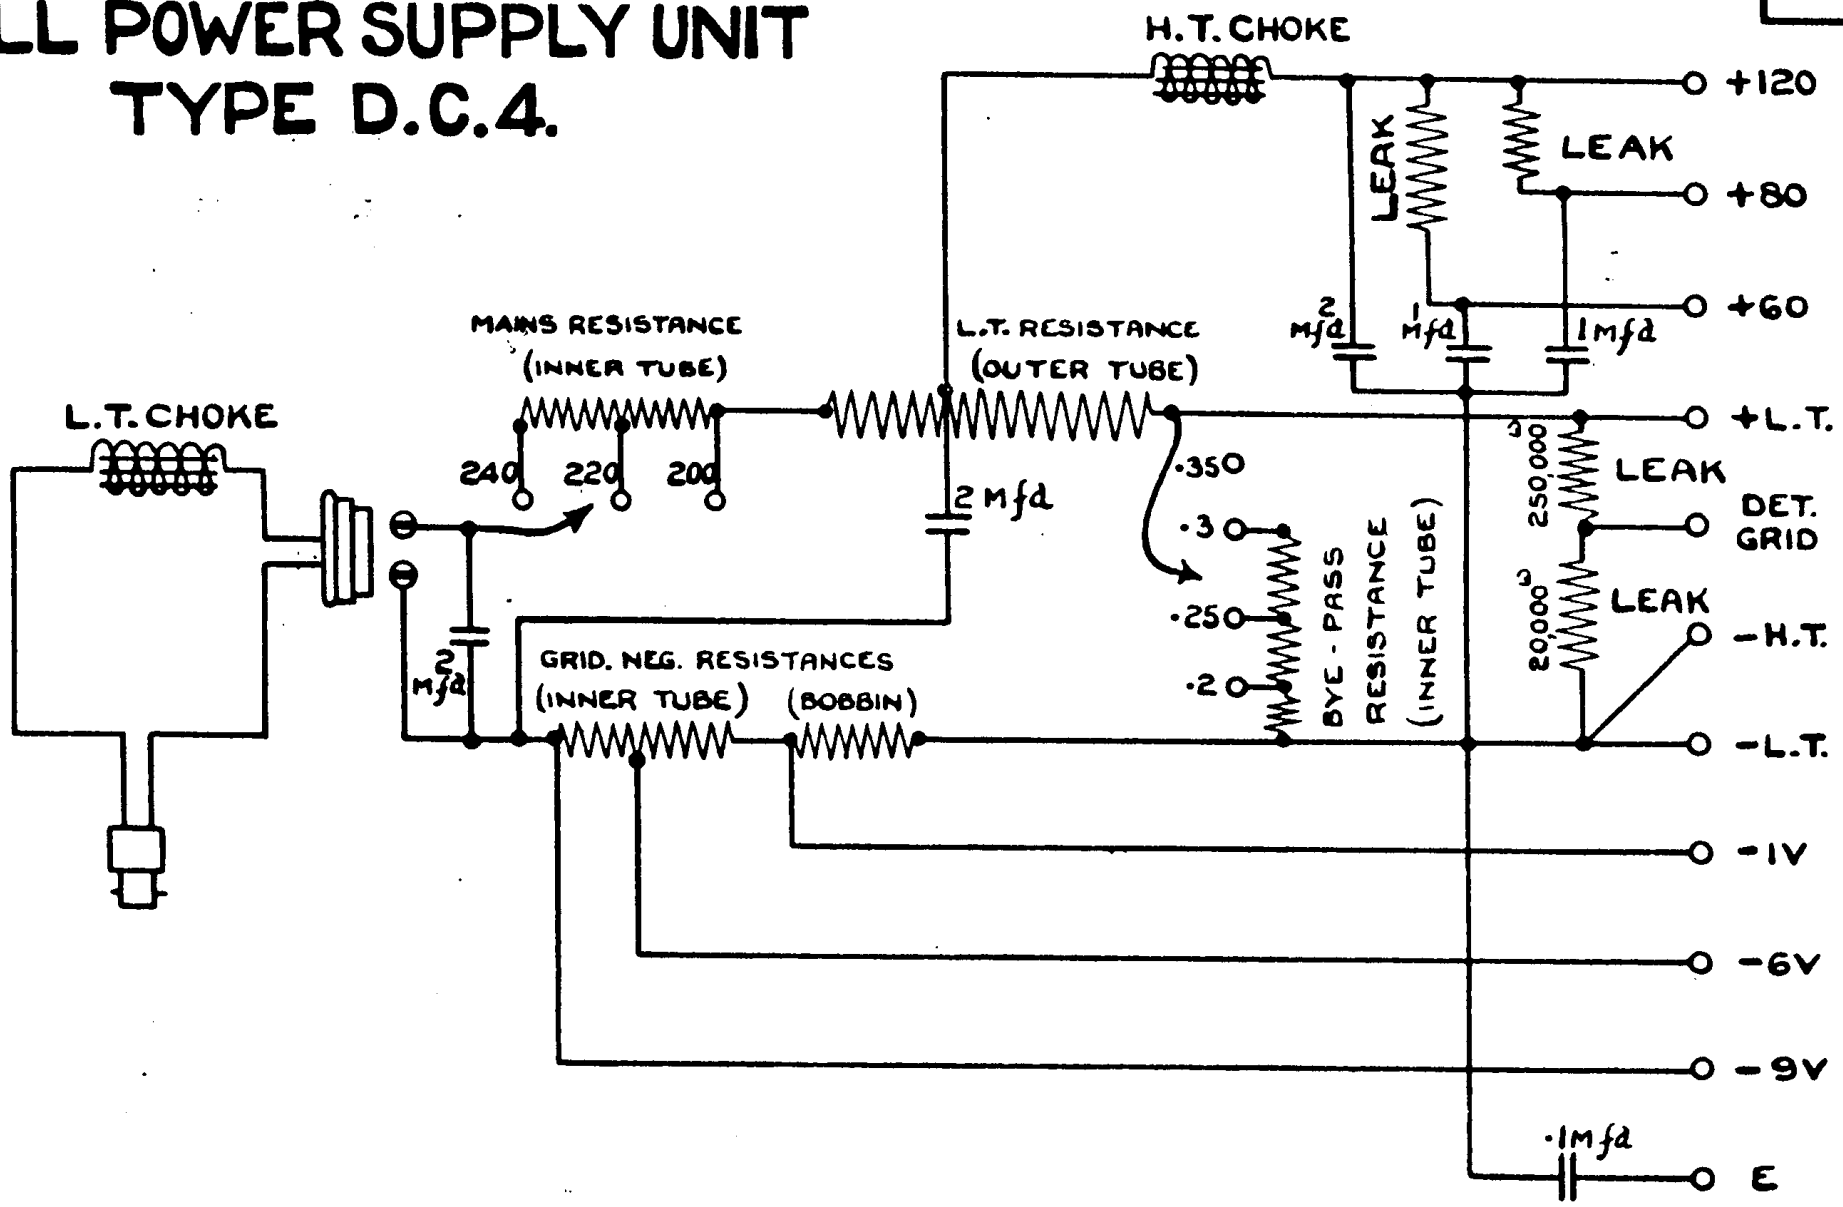 LL POWER SUPPLY UNIT
TYPE D.C.4.
H.T. CHOKE
+120
LEAK
LEAK
+80
+60
2
Mfd
1
Mfd
1 Mfd
MAINS RESISTANCE
(INNER TUBE)
L.T. RESISTANCE
(OUTER TUBE)
L.T. CHOKE
240
220
200
2 Mfd
+L.T.
250,000 ω
LEAK
DET.
GRID
.35
.3
.25
.2
BYE-PASS
RESISTANCE
(INNER TUBE)
20,000 ω
LEAK
-H.T.
2
Mfd
GRID. NEG. RESISTANCES
(INNER TUBE)
(BOBBIN)
-L.T.
-1V
-6V
-9V
.1 Mfd
E